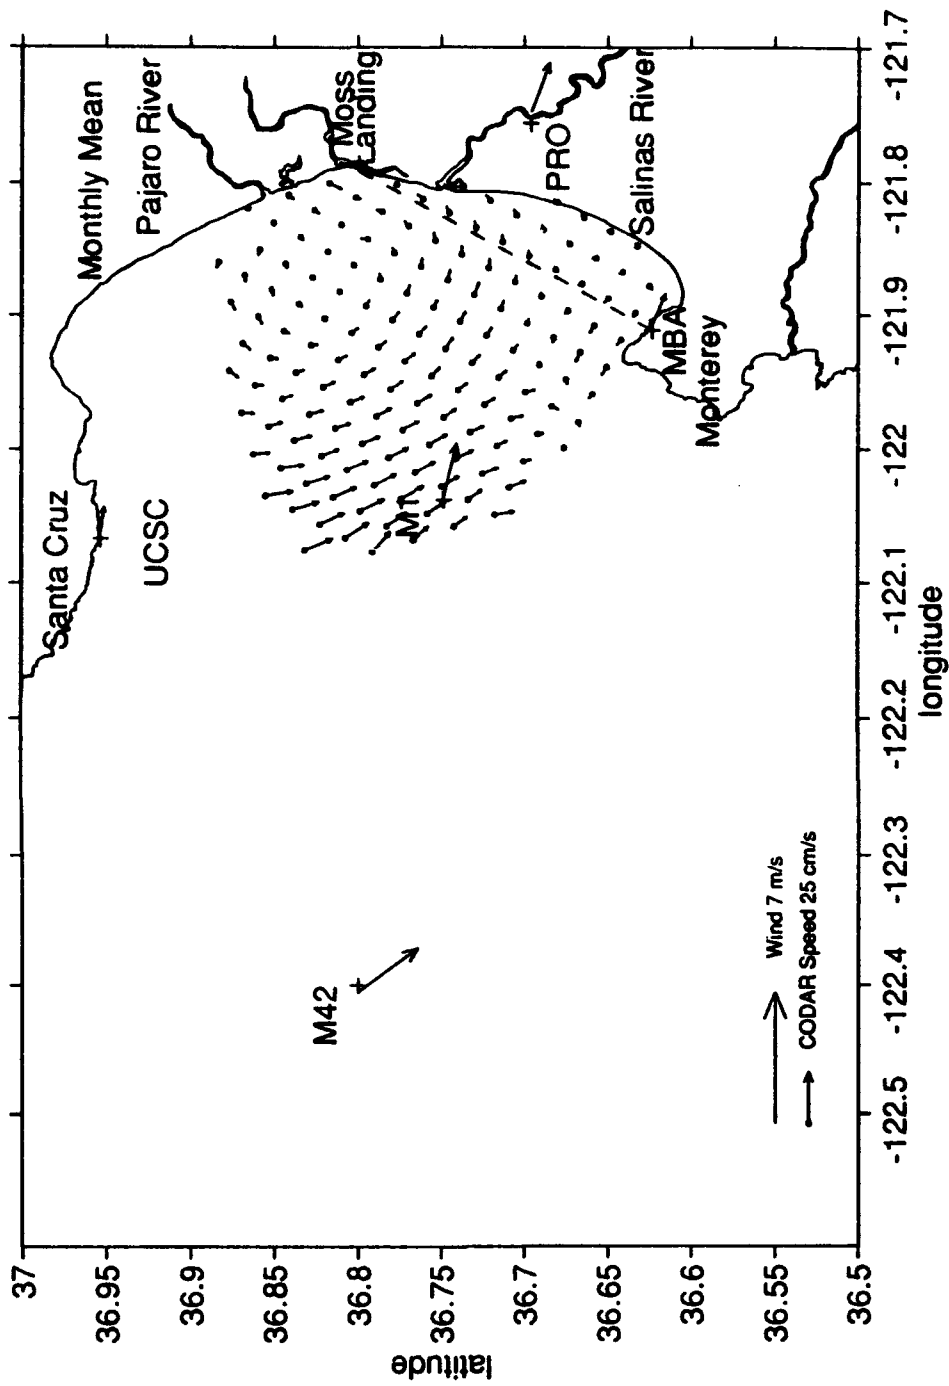 Monthly Mean
Santa Cruz
UCSC
Pajaro River
Moss
Landing
M42
M1
PRO
Salinas River
MBA
Monterey
Wind 7 m/s
CODAR Speed 25 cm/s
latitude
37
36.95
36.9
36.85
36.8
36.75
36.7
36.65
36.6
36.55
36.5
-122.5
-122.4
-122.3
-122.2
-122.1
-122
-121.9
-121.8
-121.7
longitude